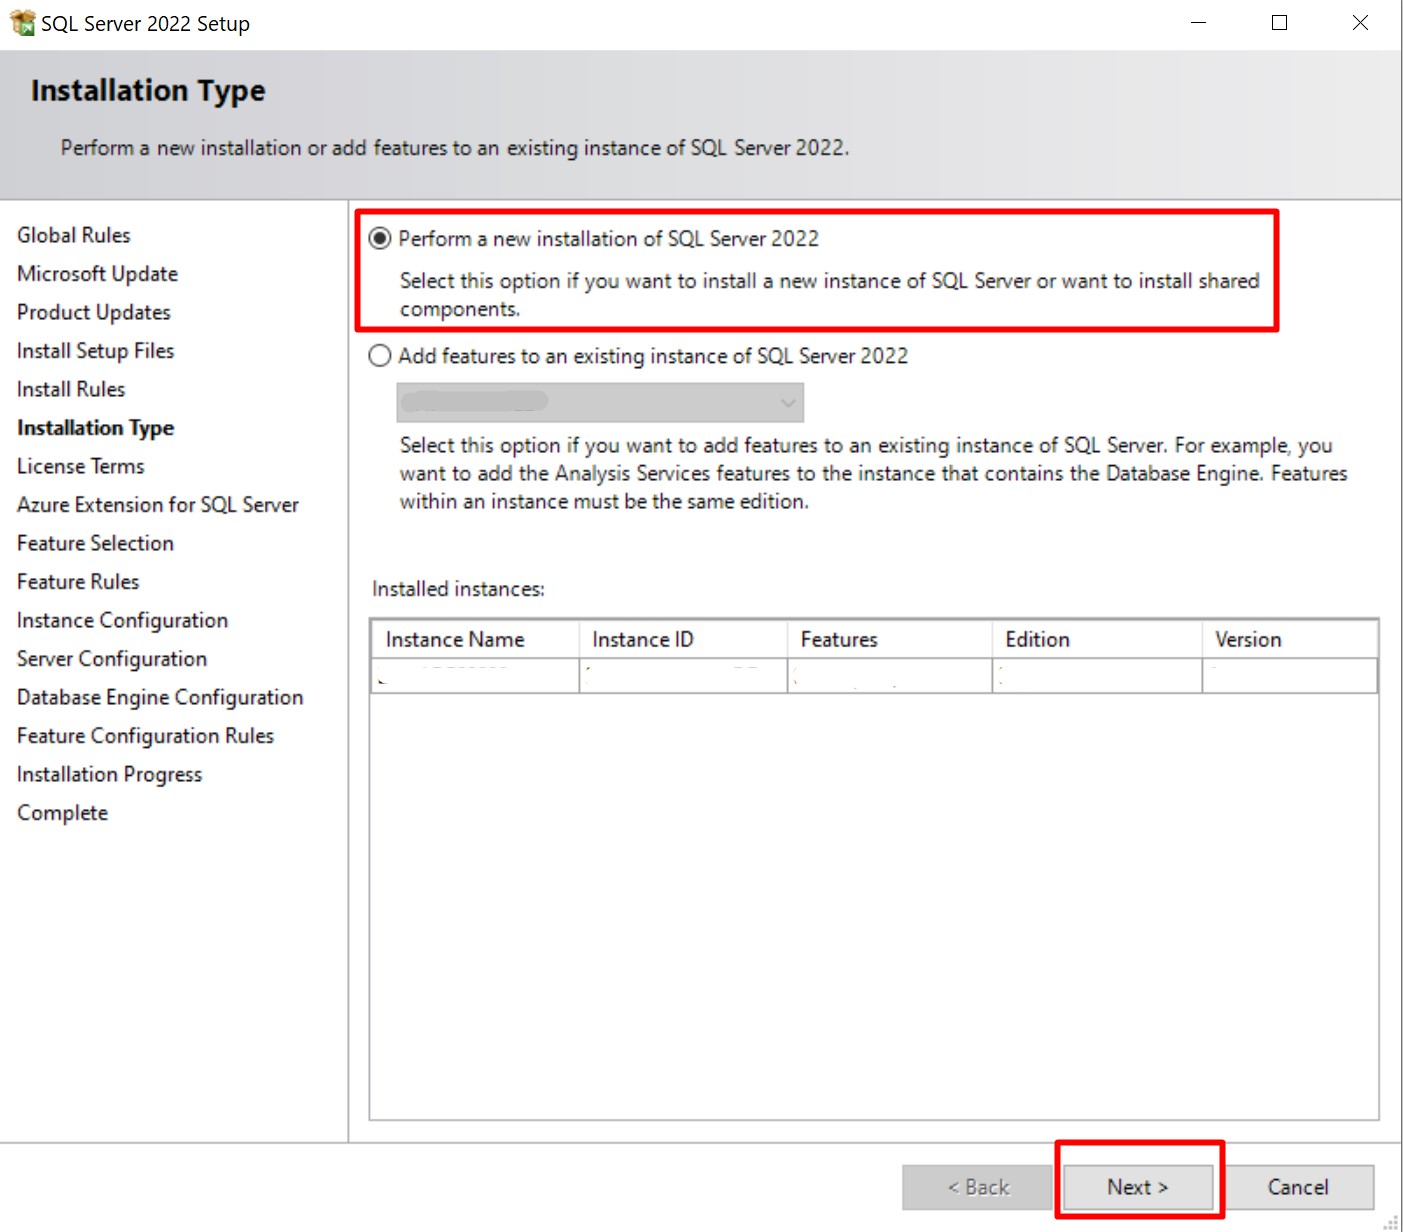 SQL Server 2022 Setup
Installation Type
Perform a new installation or add features to an existing instance of SQL Server 2022.
Global Rules
Microsoft Update
Product Updates
Install Setup Files
Install Rules
Installation Type
License Terms
Azure Extension for SQL Server
Feature Selection
Feature Rules
Instance Configuration
Server Configuration
Database Engine Configuration
Feature Configuration Rules
Installation Progress
Complete
Perform a new installation of SQL Server 2022
Select this option if you want to install a new instance of SQL Server or want to install shared
components.
Add features to an existing instance of SQL Server 2022
Select this option if you want to add features to an existing instance of SQL Server. For example, you
want to add the Analysis Services features to the instance that contains the Database Engine. Features
within an instance must be the same edition.
Installed instances:
Instance Name Instance ID Features Edition Version
< Back Next > Cancel